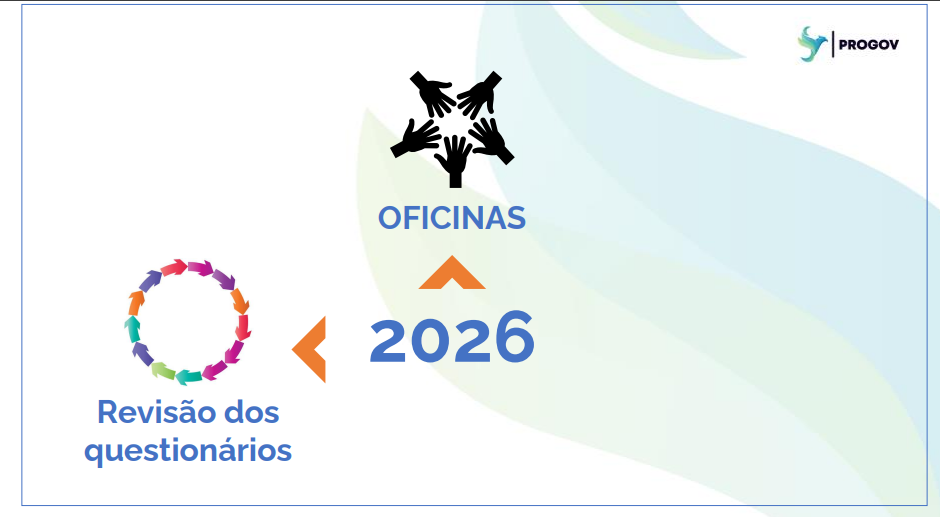 PROGOV
OFICINAS
2026
Revisão dos
questionários